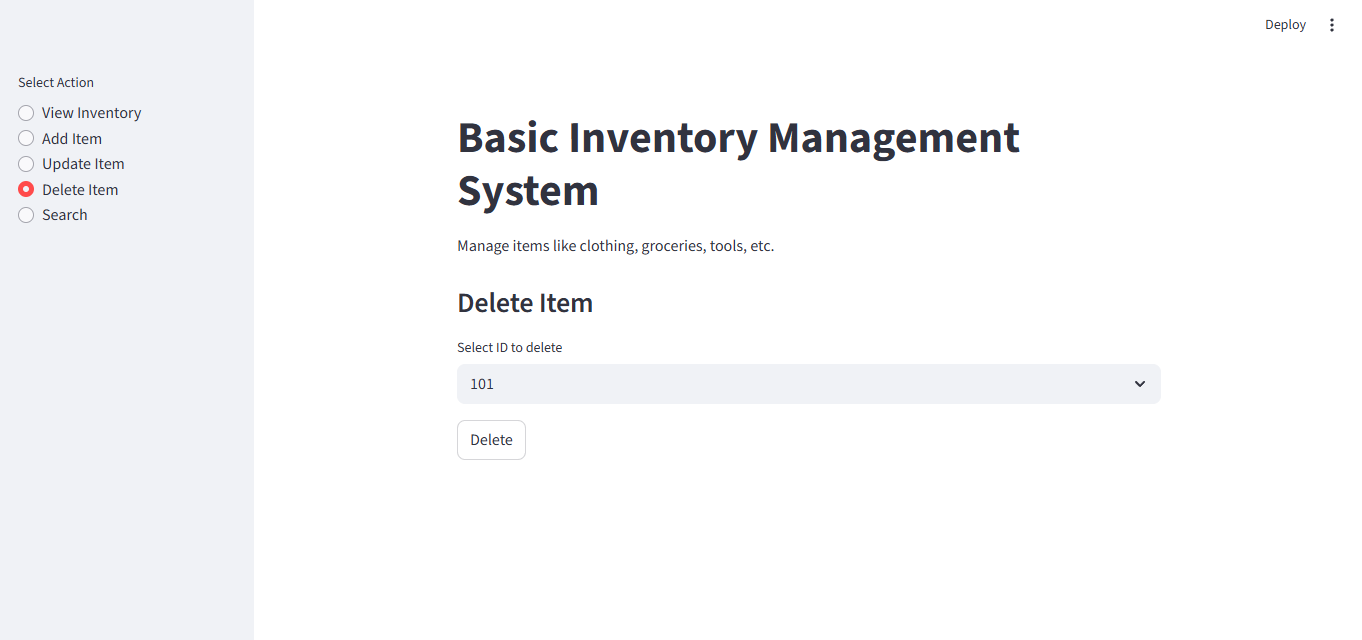 Deploy
Select Action
View Inventory
Add Item
Update Item
Delete Item
Search
Basic Inventory Management
System
Manage items like clothing, groceries, tools, etc.
Delete Item
Select ID to delete
101
Delete